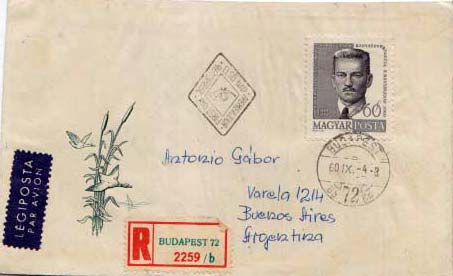 60
MAGYAR POSTA
BUDAPEST
60 IX. -4-8
72
Antonio Gábor
Varela 1214
Buenos Aires
Argentina
LÉGIPOSTA
PAR AVION
R
BUDAPEST 72
2259 / b